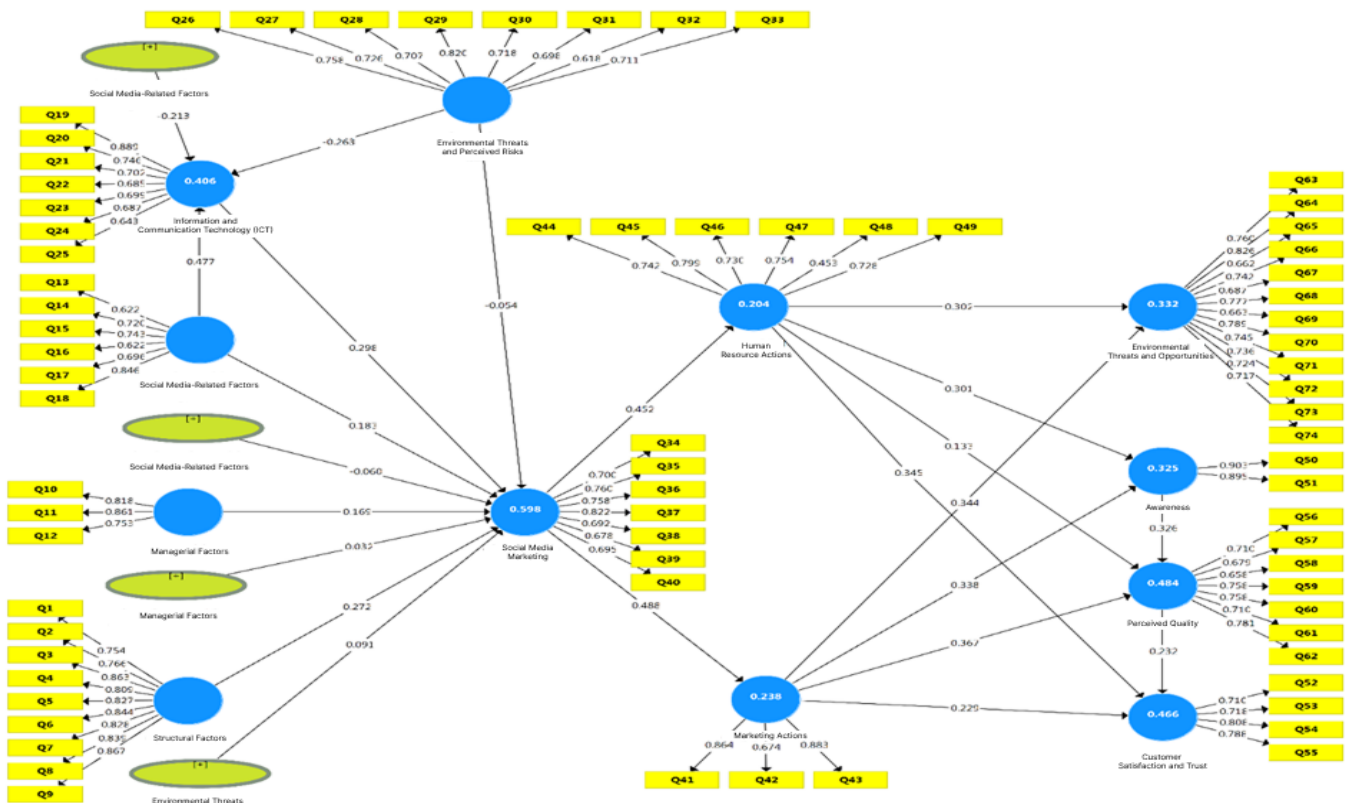 Q26
Q27
Q28
Q29
Q30
Q31
Q32
Q33
0.758
0.726
0.707
0.820
0.718
0.698
0.618
0.711
[+]
Social Media-Related Factors
-0.213
Environmental Threats
and Perceived Risks
-0.263
-0.054
Q19
Q20
Q21
Q22
Q23
Q24
Q25
0.889
0.746
0.702
0.685
0.699
0.687
0.643
0.406
Information and
Communication Technology (ICT)
0.477
0.298
Q13
Q14
Q15
Q16
Q17
Q18
0.622
0.720
0.743
0.622
0.698
0.846
Social Media-Related Factors
0.183
[+]
Social Media-Related Factors
-0.060
Q10
Q11
Q12
0.818
0.861
0.753
Managerial Factors
0.169
[+]
Managerial Factors
0.032
Q1
Q2
Q3
Q4
Q5
Q6
Q7
Q8
Q9
0.754
0.766
0.863
0.809
0.827
0.844
0.828
0.839
0.867
Structural Factors
0.272
[+]
Environmental Threats
0.091
0.598
Social Media
Marketing
Q34
Q35
Q36
Q37
Q38
Q39
Q40
0.700
0.760
0.758
0.822
0.692
0.678
0.695
0.452
0.488
Q44
Q45
Q46
Q47
Q48
Q49
0.742
0.799
0.730
0.754
0.453
0.728
0.204
Human
Resource Actions
0.302
0.301
0.133
0.345
0.238
Marketing Actions
0.864
0.674
0.883
Q41
Q42
Q43
0.344
0.338
0.367
0.229
0.332
Environmental
Threats and Opportunities
0.760
0.826
0.662
0.742
0.687
0.777
0.663
0.789
0.745
0.736
0.724
0.717
Q63
Q64
Q65
Q66
Q67
Q68
Q69
Q70
Q71
Q72
Q73
Q74
0.325
Awareness
0.903
0.895
Q50
Q51
0.326
0.484
Perceived Quality
0.710
0.679
0.658
0.758
0.758
0.710
0.781
Q56
Q57
Q58
Q59
Q60
Q61
Q62
0.232
0.466
Customer
Satisfaction and Trust
0.710
0.718
0.808
0.788
Q52
Q53
Q54
Q55